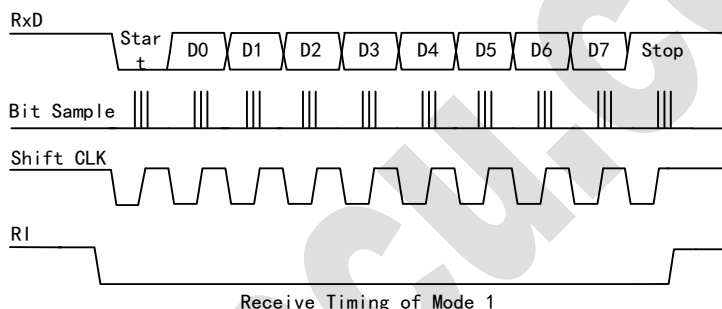 RxD
Star
t
D0 D1 D2 D3 D4 D5 D6 D7 Stop
Bit Sample
Shift CLK
RI
Receive Timing of Mode 1